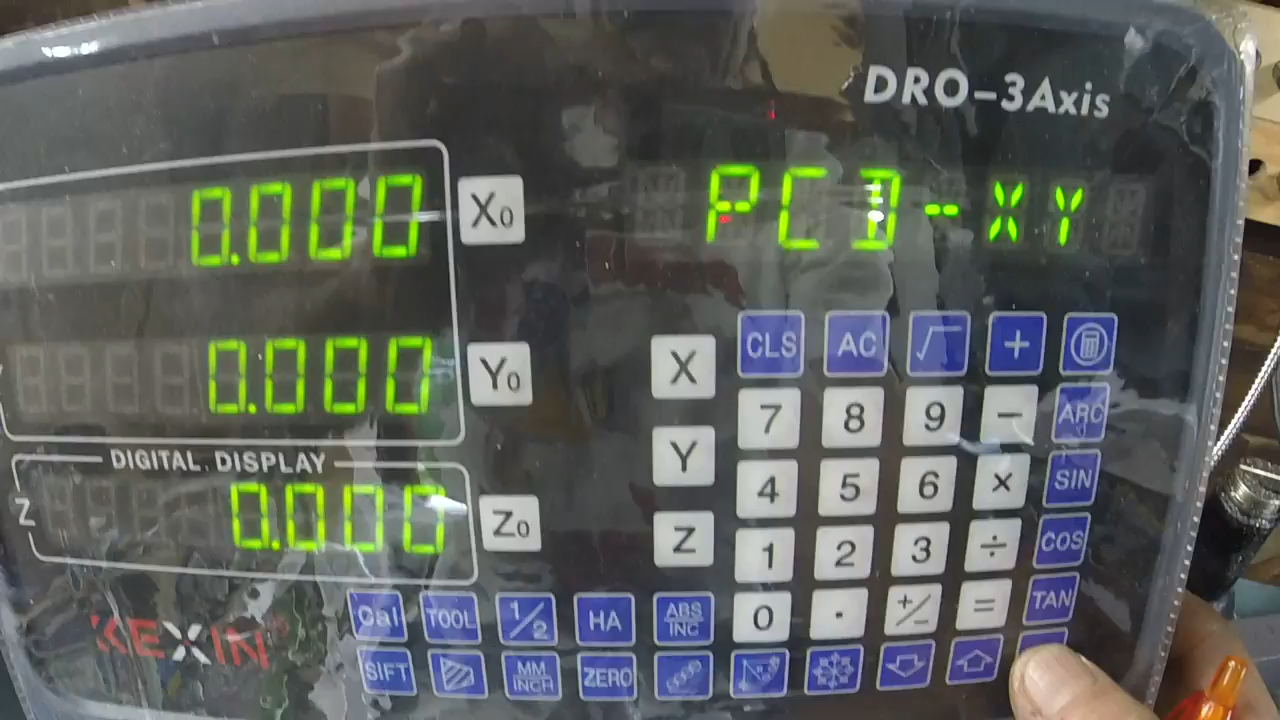 DRO-3Axis
0.000 X0 PCD-XY
0.000 Y0
DIGITAL DISPLAY
Z 0.000 Z0
KEXIN
X CLS AC √ +
7 8 9 - ARC
Y 4 5 6 × SIN
Z 1 2 3 ÷ COS
Cal TOOL 1/2 HA ABS INC 0 . +/- = TAN
SIFT MM INCH ZERO